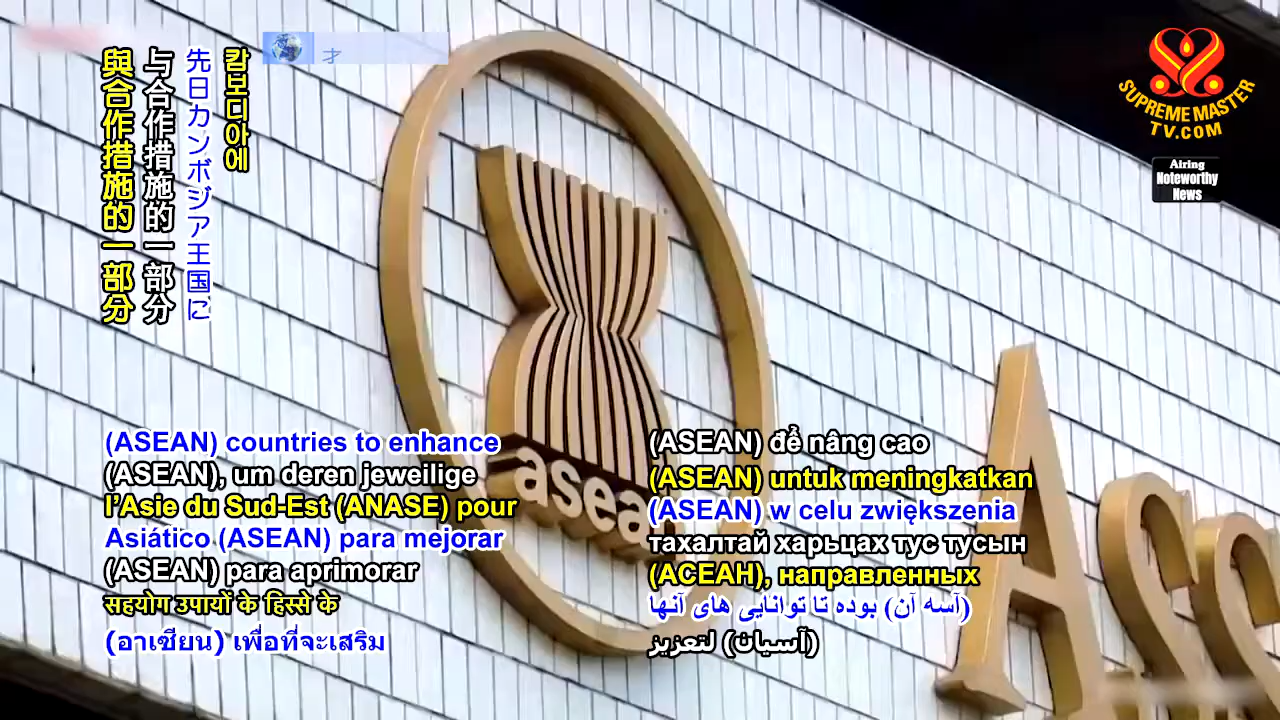 캄보디아에
先日カンボジア王国に
与合作措施的一部分
與合作措施的一部分
才
SUPREME MASTER
TV.COM
Airing
Noteworthy
News
asean
Ass
(ASEAN) countries to enhance
(ASEAN), um deren jeweilige
l'Asie du Sud-Est (ANASE) pour
Asiático (ASEAN) para mejorar
(ASEAN) para aprimorar
सहयोग उपायों के हिस्से के
(อาเซียน) เพื่อที่จะเสริม
(ASEAN) để nâng cao
(ASEAN) untuk meningkatkan
(ASEAN) w celu zwiększenia
тахалтай харьцах тус тусын
(АСЕАН), направленных
(آسه آن) بوده تا توانایی های آنها
(آسيان) لتعزيز